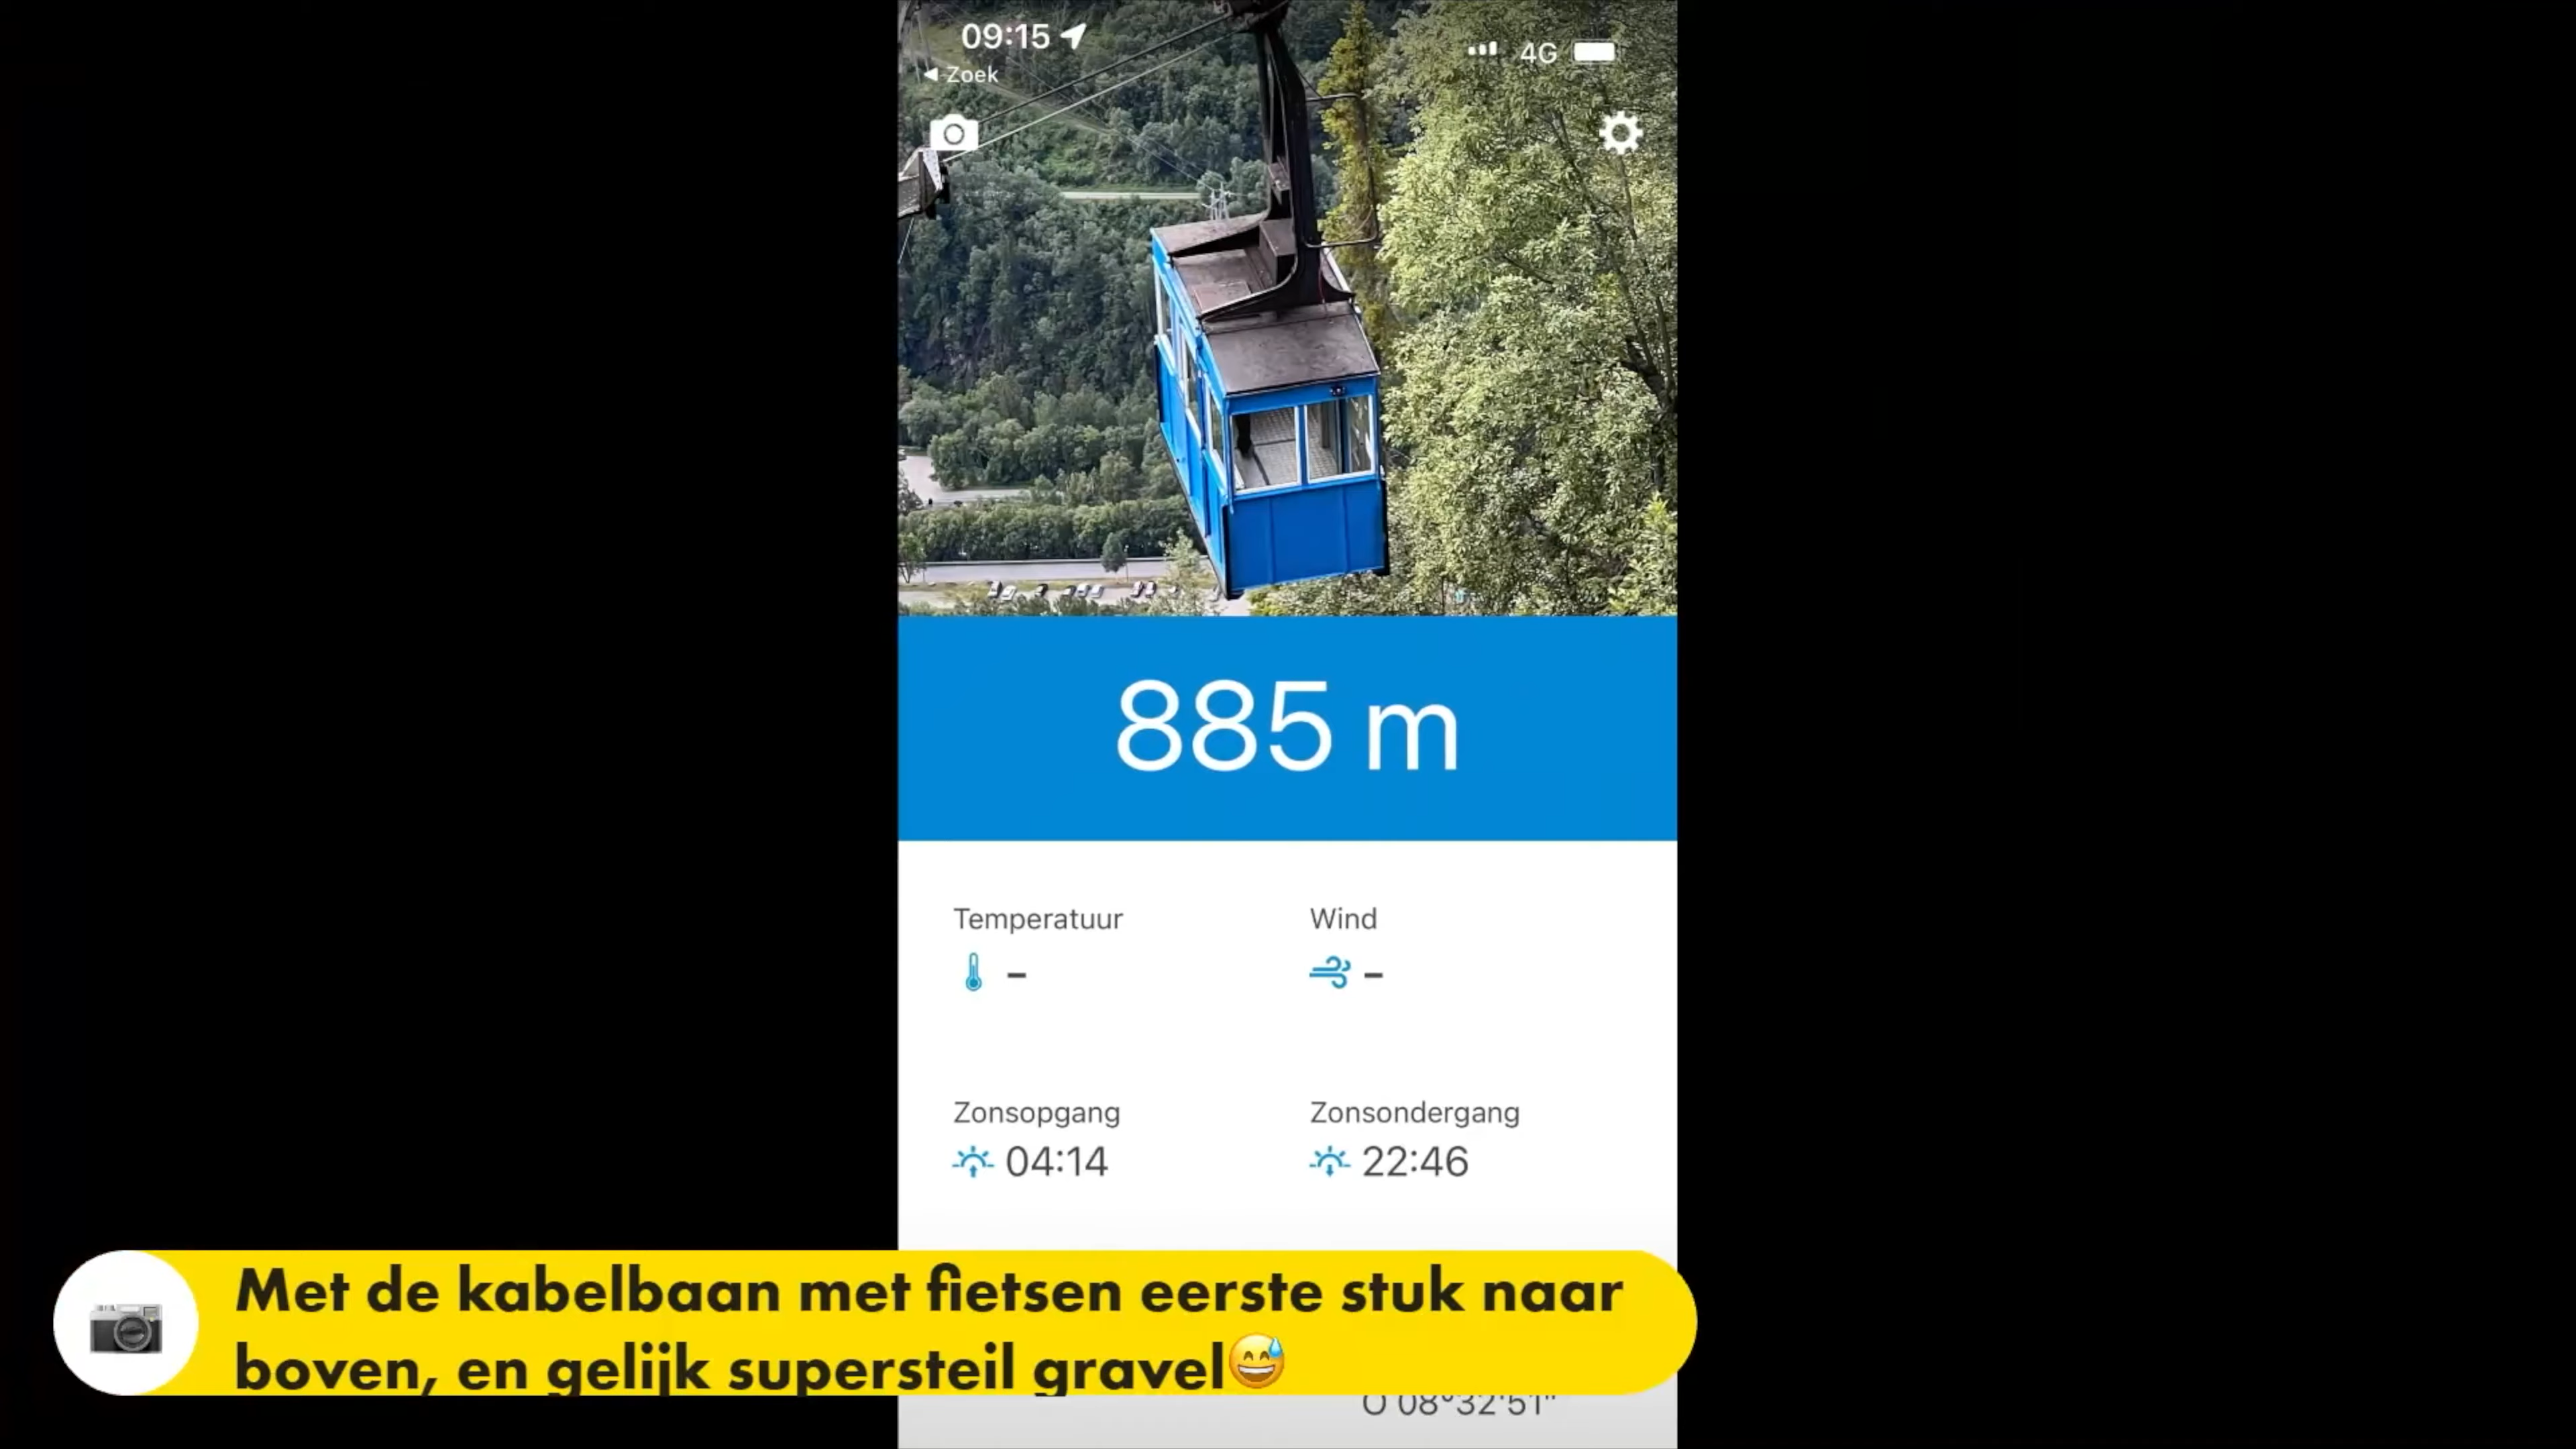 09:15
4G
◀ Zoek
885 m
Temperatuur
Wind
–
–
Zonsopgang
Zonsondergang
04:14
22:46
Met de kabelbaan met fietsen eerste stuk naar
boven, en gelijk supersteil gravel😅
O 08°32'51"